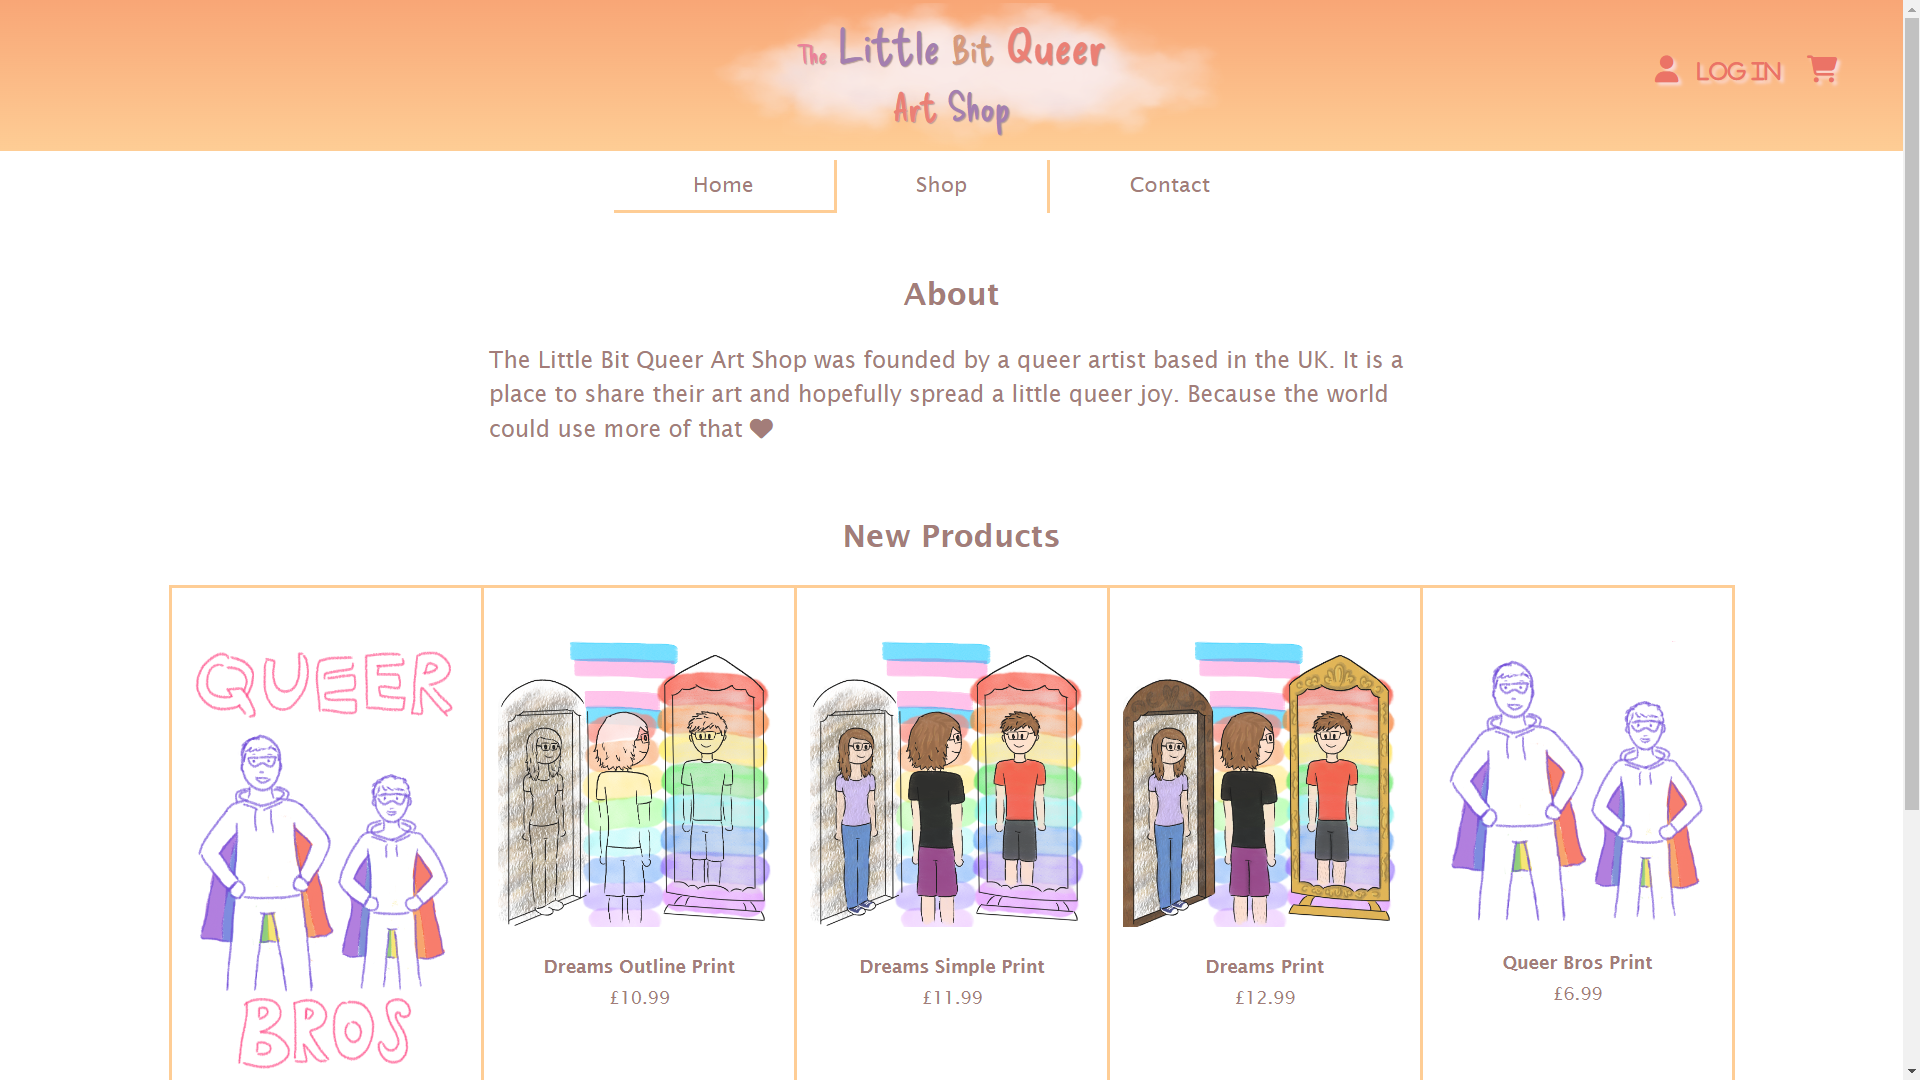 The Little Bit Queer
Art Shop
LOG IN
Home
Shop
Contact
About
The Little Bit Queer Art Shop was founded by a queer artist based in the UK. It is a
place to share their art and hopefully spread a little queer joy. Because the world
could use more of that
New Products
QUEER
BROS
Dreams Outline Print
£10.99
Dreams Simple Print
£11.99
Dreams Print
£12.99
Queer Bros Print
£6.99